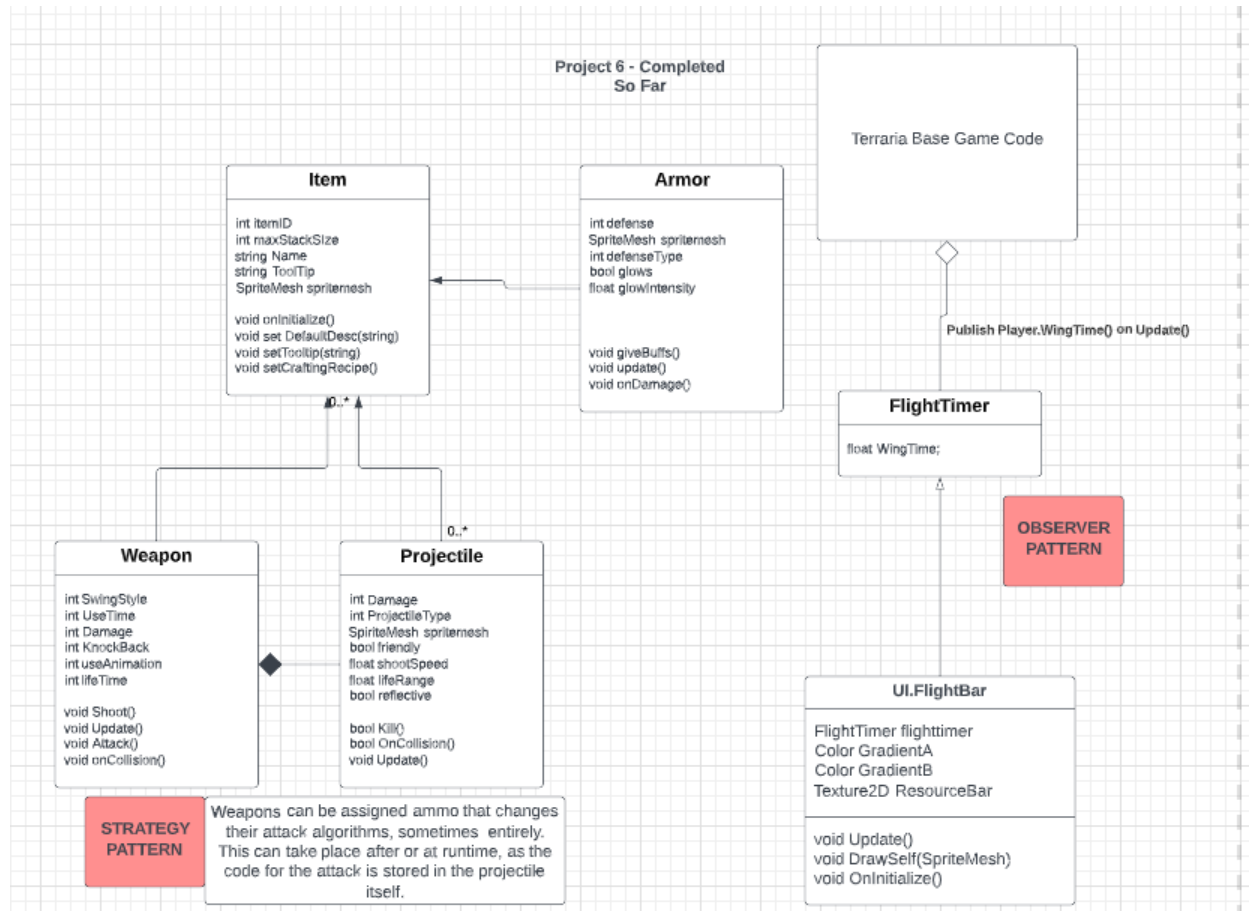 Project 6 - Completed
So Far
Terraria Base Game Code
Item
int itemID
int maxStackSIze
string Name
string ToolTip
SpriteMesh spritemesh
void onInitialize()
void set DefaultDesc(string)
void setTooltip(string)
void setCraftingRecipe()
Armor
int defense
SpriteMesh spritemesh
int defenseType
bool glows
float glowIntensity
void giveBuffs()
void update()
void onDamage()
Publish Player.WingTime() on Update()
FlightTimer
float WingTime;
OBSERVER
PATTERN
0..*
0..*
Weapon
int SwingStyle
int UseTime
int Damage
int KnockBack
int useAnimation
int lifeTime
void Shoot()
void Update()
void Attack()
void onCollision()
Projectile
int Damage
int ProjectileType
SpiriteMesh spritemesh
bool friendly
float shootSpeed
float lifeRange
bool reflective
bool Kill()
bool OnCollision()
void Update()
UI.FlightBar
FlightTimer flighttimer
Color GradientA
Color GradientB
Texture2D ResourceBar
void Update()
void DrawSelf(SpriteMesh)
void OnInitialize()
STRATEGY
PATTERN
Weapons can be assigned ammo that changes
their attack algorithms, sometimes entirely.
This can take place after or at runtime, as the
code for the attack is stored in the projectile
itself.